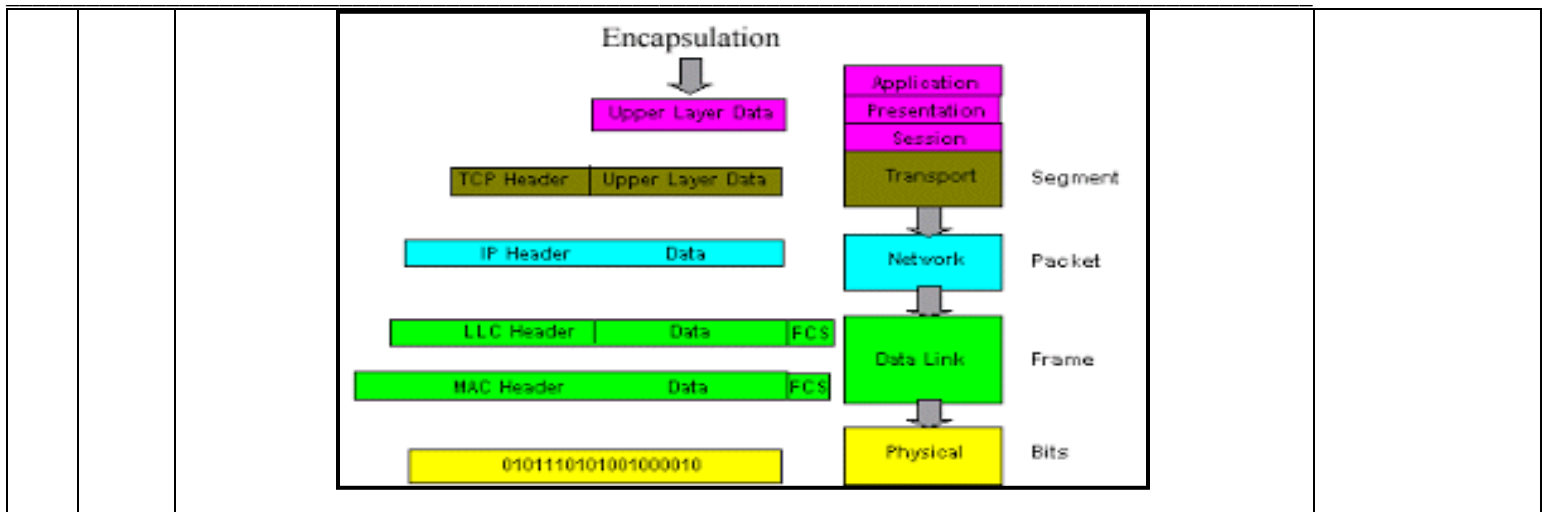 Encapsulation
Application
Upper Layer Data
Presentation
Session
TCP Header Upper Layer Data
Transport
Segment
IP Header Data
Network
Packet
LLC Header Data FCS
Data Link
Frame
MAC Header Data FCS
Physical
Bits
0101110101001000010